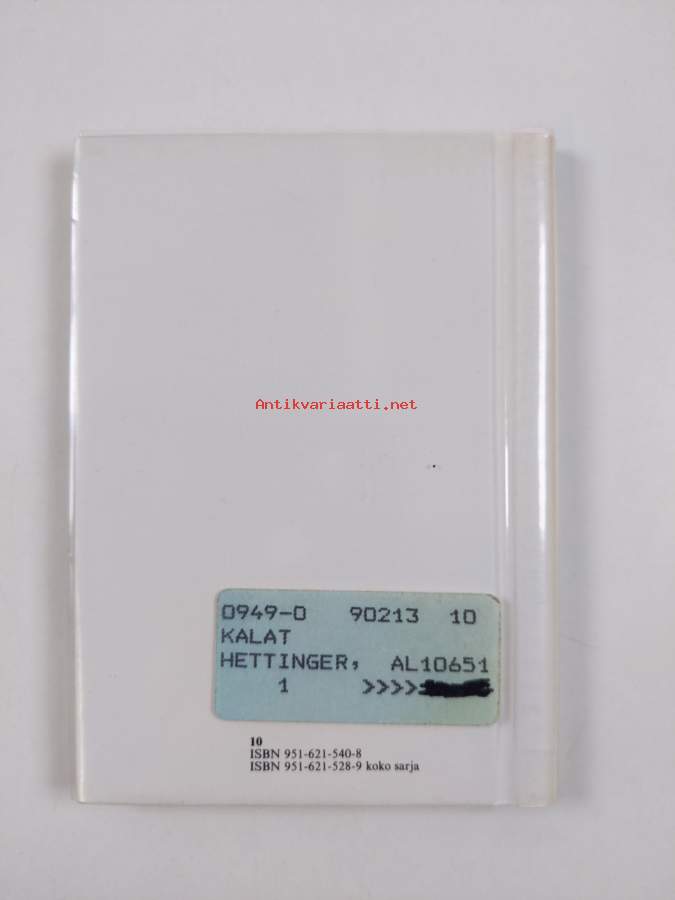 Antikvariaatti.net
0949-0 90213 10
KALAT
HETTINGER, AL10651
1 >>>>
10
ISBN 951-621-540-8
ISBN 951-621-528-9 koko sarja